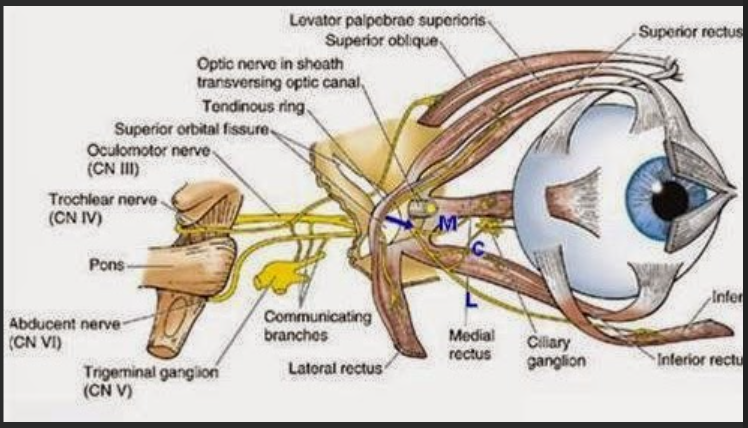 Levator palpebrae superioris
Superior oblique
Superior rectus
Optic nerve in sheath
transversing optic canal
Tendinous ring
Superior orbital fissure
Oculomotor nerve
(CN III)
Trochlear nerve
(CN IV)
M
C
Pons
L
Infer
Abducent nerve
(CN VI)
Communicating
branches
Medial
rectus
Ciliary
ganglion
Inferior rectu
Trigeminal ganglion
(CN V)
Lateral rectus